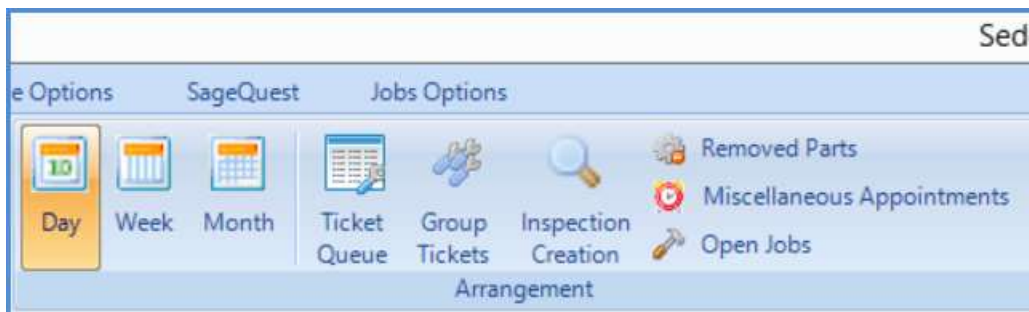 Sed
e Options SageQuest Jobs Options
10
Day Week Month
Ticket Queue
Group Tickets
Inspection Creation
Removed Parts
Miscellaneous Appointments
Open Jobs
Arrangement